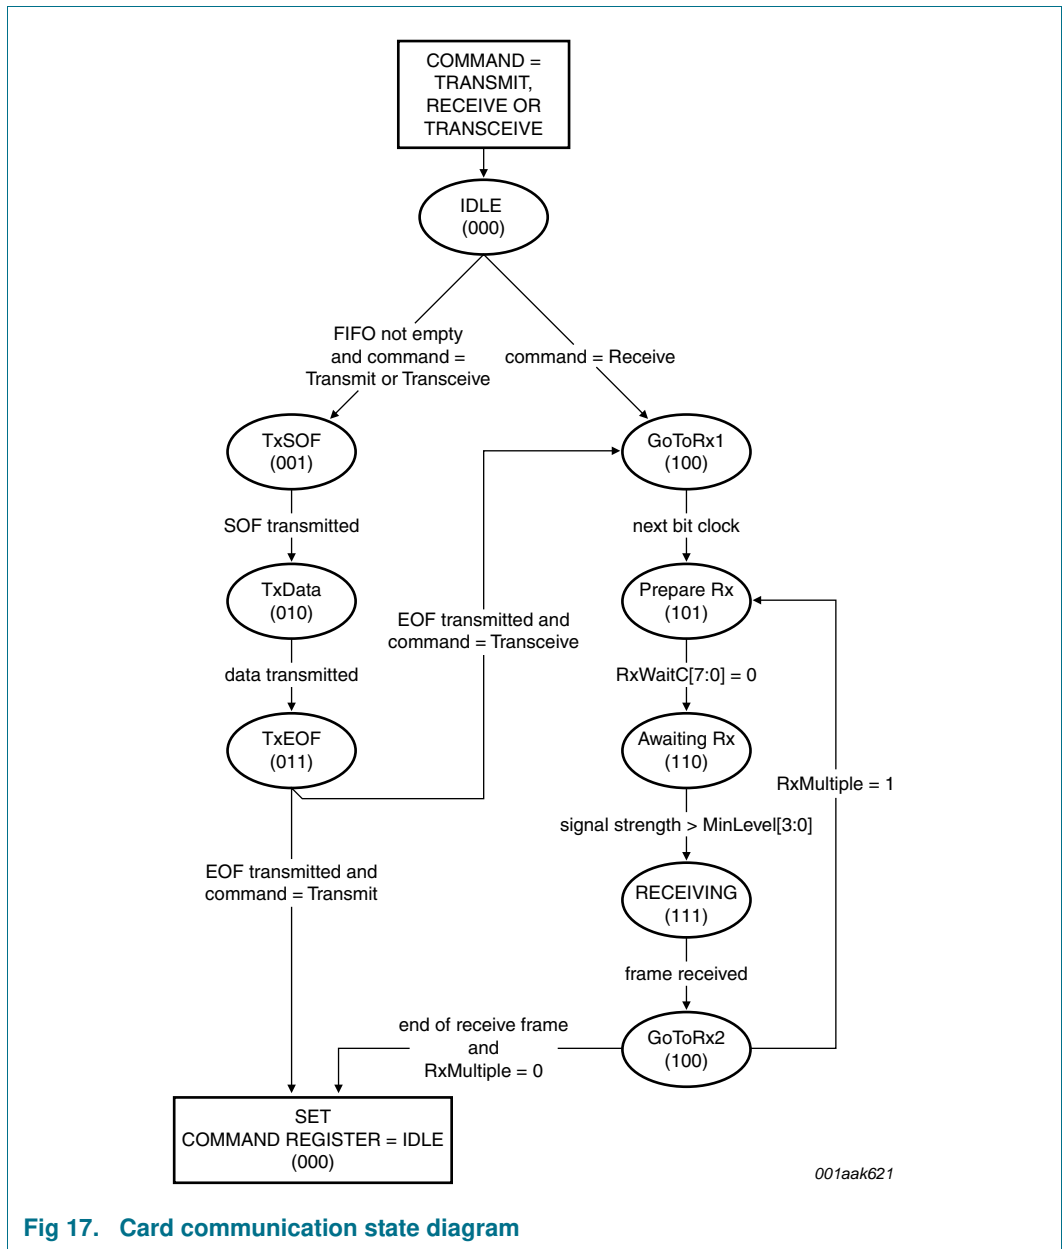 COMMAND =
TRANSMIT,
RECEIVE OR
TRANSCEIVE
IDLE
(000)
FIFO not empty
and command =
Transmit or Transceive
command = Receive
TxSOF
(001)
GoToRx1
(100)
SOF transmitted
next bit clock
TxData
(010)
Prepare Rx
(101)
EOF transmitted and
command = Transceive
data transmitted
RxWaitC[7:0] = 0
TxEOF
(011)
Awaiting Rx
(110)
RxMultiple = 1
signal strength > MinLevel[3:0]
EOF transmitted and
command = Transmit
RECEIVING
(111)
frame received
end of receive frame
and
RxMultiple = 0
GoToRx2
(100)
SET
COMMAND REGISTER = IDLE
(000)
001aak621
Fig 17. Card communication state diagram